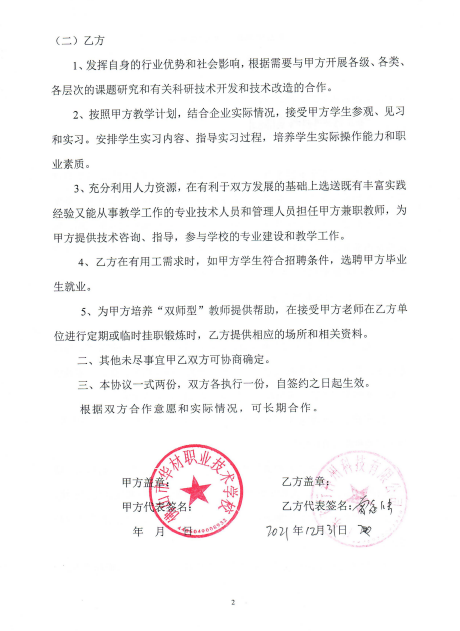 （二）乙方
1、发挥自身的行业优势和社会影响，根据需要与甲方开展各级、各类、
各层次的课题研究和有关科研技术开发和技术改造的合作。
2、按照甲方教学计划，结合企业实际情况，接受甲方学生参观、见习
和实习。安排学生实习内容、指导实习过程，培养学生实际操作能力和职
业素质。
3、充分利用人力资源，在有利于双方发展的基础上选送既有丰富实践
经验又能从事教学工作的专业技术人员和管理人员担任甲方兼职教师，为
甲方提供技术咨询、指导，参与学校的专业建设和教学工作。
4、乙方在有用工需求时，如甲方学生符合招聘条件，选聘甲方毕业
生就业。
5、为甲方培养“双师型”教师提供帮助，在接受甲方老师在乙方单
位进行定期或临时挂职锻炼时，乙方提供相应的场所和相关资料。
二、其他未尽事宜甲乙双方可协商确定。
三、本协议一式两份，双方各执行一份，自签约之日起生效。
根据双方合作意愿和实际情况，可长期合作。
佛山市华材职业技术学校
甲方盖章： 乙方盖章：
甲方代表签名： 乙方代表签名：
年 月 日 2021年12月31日
2